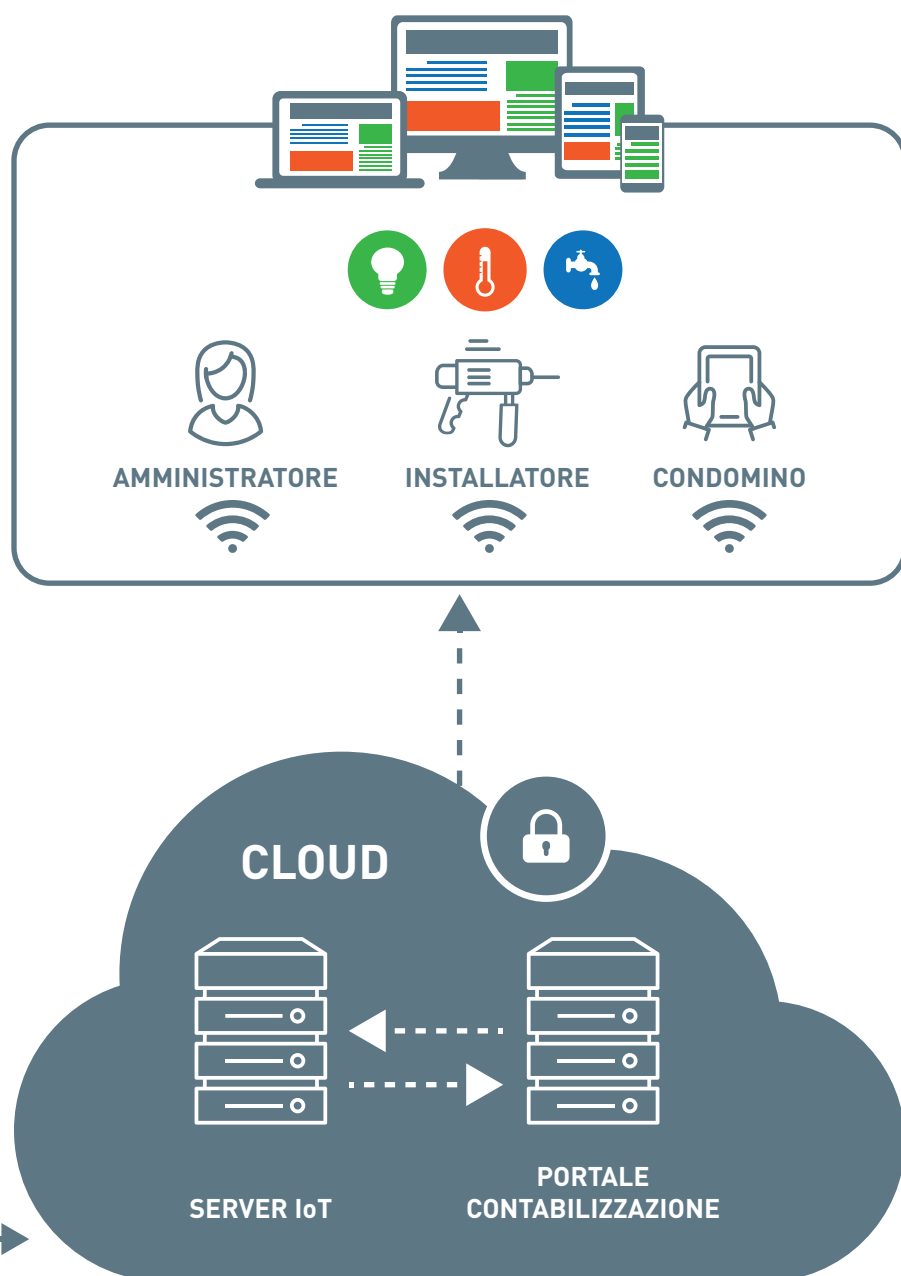 AMMINISTRATORE
INSTALLATORE
CONDOMINO
CLOUD
SERVER IoT
PORTALE
CONTABILIZZAZIONE